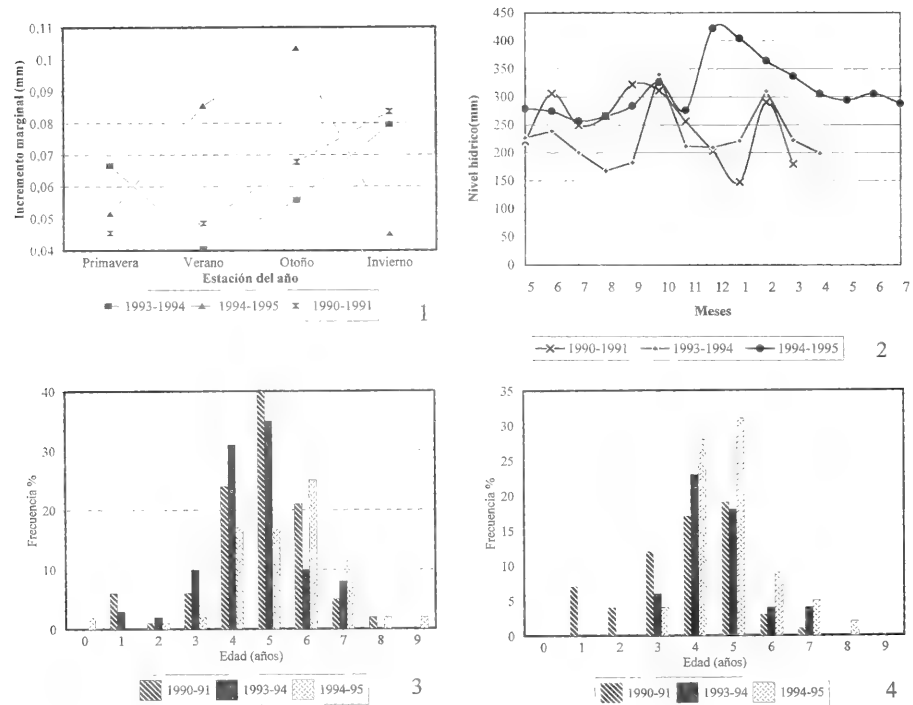 Incremento marginal (mm)
0.11
0.1
0.09
0.08
0.07
0.06
0.05
0.04
Primavera Verano Otoño Invierno
Estación del año
1993-1994 1994-1995 1990-1991
1
Nivel hídrico(mm)
450
400
350
300
250
200
150
100
50
0
5 6 7 8 9 10 11 12 1 2 3 4 5 6 7
Meses
1990-1991 1993-1994 1994-1995
2
Frecuencia %
40
30
20
10
0
0 1 2 3 4 5 6 7 8 9
Edad (años)
1990-91 1993-94 1994-95
3
Frecuencia %
35
30
25
20
15
10
5
0
0 1 2 3 4 5 6 7 8 9
Edad (años)
1990-91 1993-94 1994-95
4